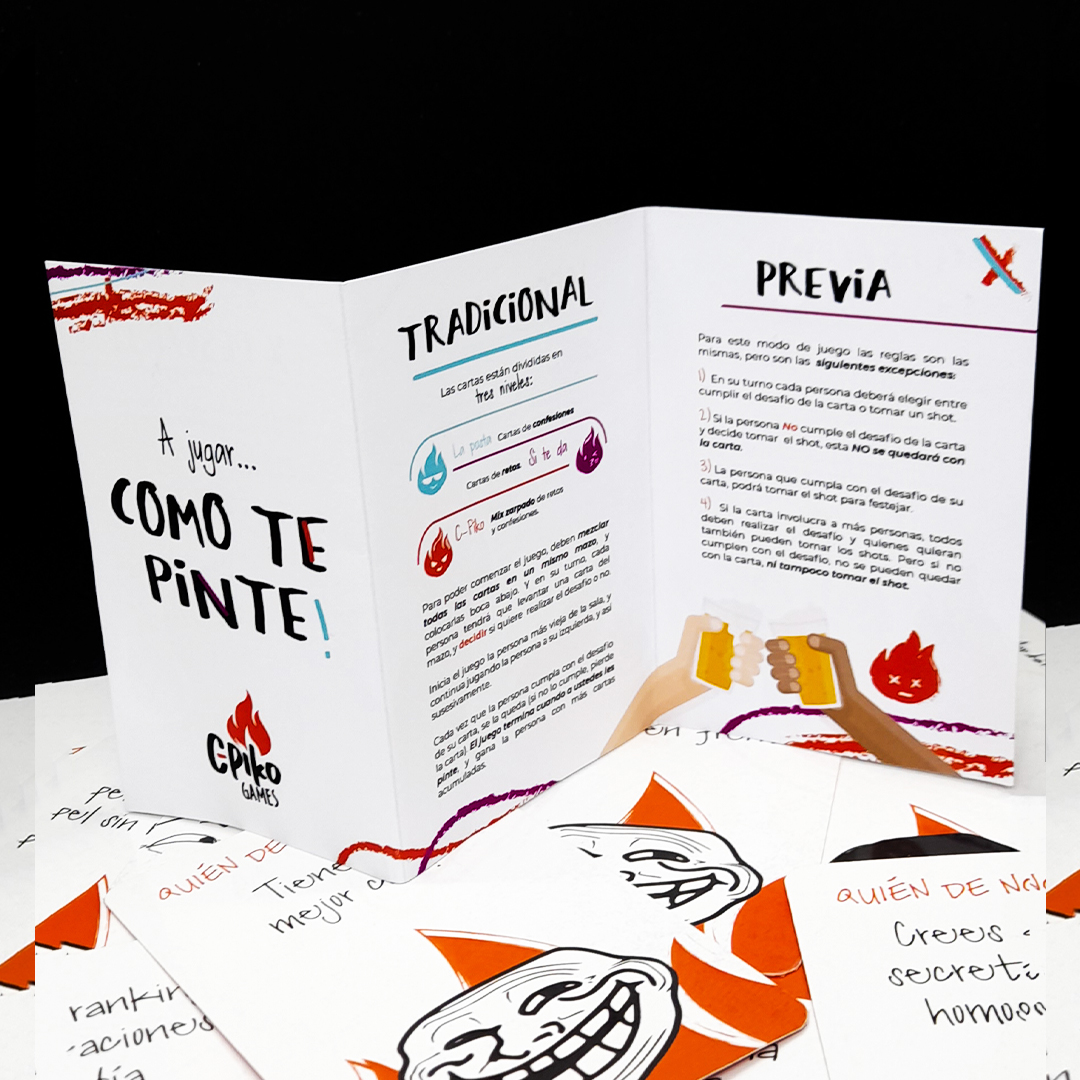 A jugar...
COMO TE
PINTE!
C-PIKO
GAMES
TRADICIONAL
Las cartas están divididas en
tres niveles:
La posta Cartas de confesiones
Cartas de retos. Si te da
C-Piko Mix zarpado de retos
y confesiones.
Para poder comenzar el juego, deben mezclar
todas las cartas en un mismo mazo, y
colocarlas boca abajo. Y en su turno, cada
persona tendrá que levantar una carta del
mazo, y decidir si quiere realizar el desafío o no.
Inicia el juego la persona más vieja de la sala, y
continua jugando la persona a su izquierda, y así
susesivamente.
Cada vez que la persona cumpla con el desafío
de su carta, se la queda (si no lo cumple, pierde
la carta). El juego termina cuando a ustedes les
pinte, y gana la persona con más cartas
acumuladas.
PREVIA
Para este modo de juego las reglas son las
mismas, pero son las siguientes excepciones:
1) En su turno cada persona deberá elegir entre
cumplir el desafío de la carta o tomar un shot.
2) Si la persona No cumple el desafío de la carta
y decide tomar el shot, esta NO se quedará con
la carta.
3) La persona que cumpla con el desafío de su
carta, podrá tomar el shot para festejar.
4) Si la carta involucra a más personas, todos
deben realizar el desafío y quienes quieran
también pueden tomar los shots. Pero si no
cumplen con el desafío, no se pueden quedar
con la carta, ni tampoco tomar el shot.
QUIÉN DE
Tiene
mejor
QUIÉN DE
Crees